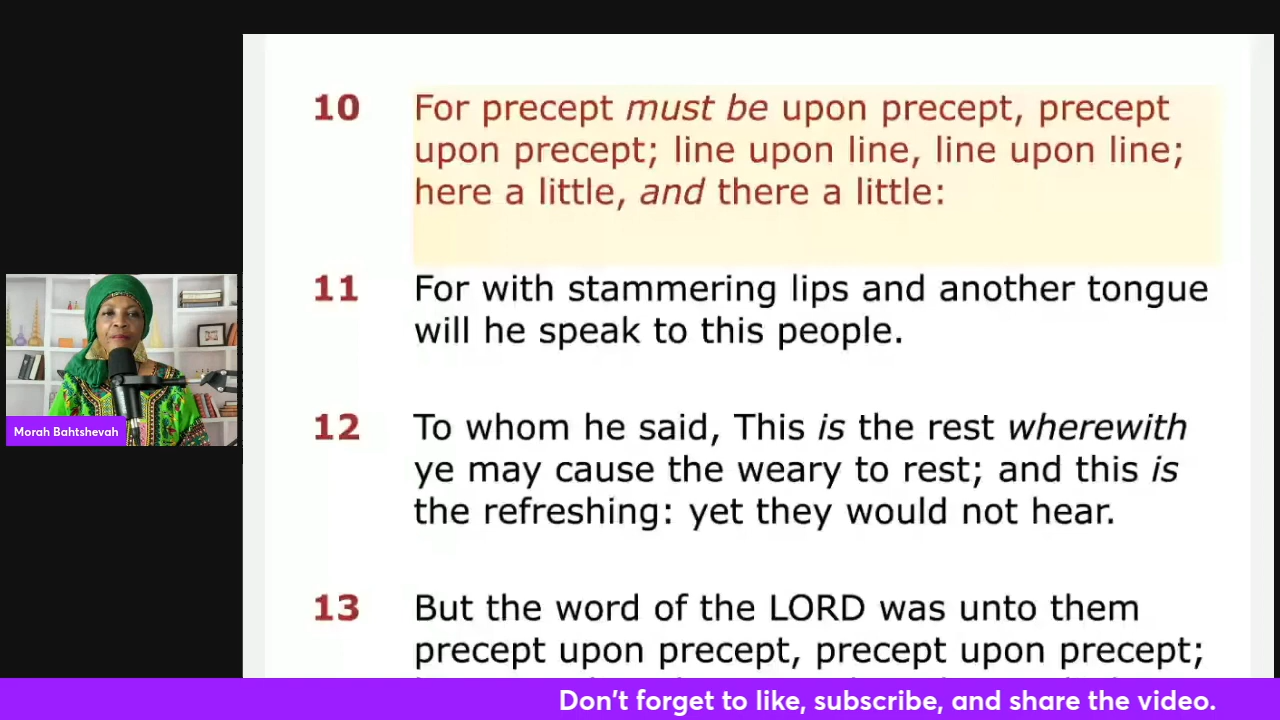 10 For precept must be upon precept, precept
upon precept; line upon line, line upon line;
here a little, and there a little:
11 For with stammering lips and another tongue
will he speak to this people.
12 To whom he said, This is the rest wherewith
ye may cause the weary to rest; and this is
the refreshing: yet they would not hear.
13 But the word of the LORD was unto them
precept upon precept, precept upon precept;
Morah Bahtshevah
Don't forget to like, subscribe, and share the video.